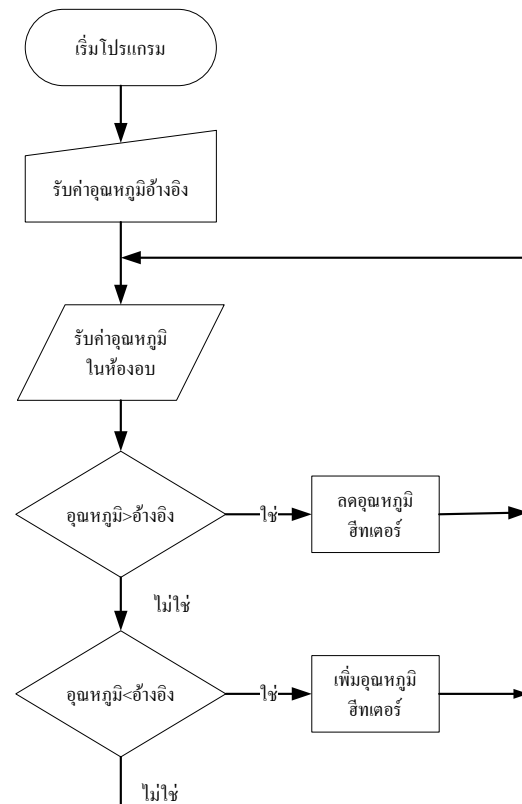 เริ่มโปรแกรม
รับค่าอุณหภูมิอ้างอิง
รับค่าอุณหภูมิ
ในห้องอบ
อุณหภูมิ>อ้างอิง
ใช่
ลดอุณหภูมิ
ฮีทเตอร์
ไม่ใช่
อุณหภูมิ<อ้างอิง
ใช่
เพิ่มอุณหภูมิ
ฮีทเตอร์
ไม่ใช่